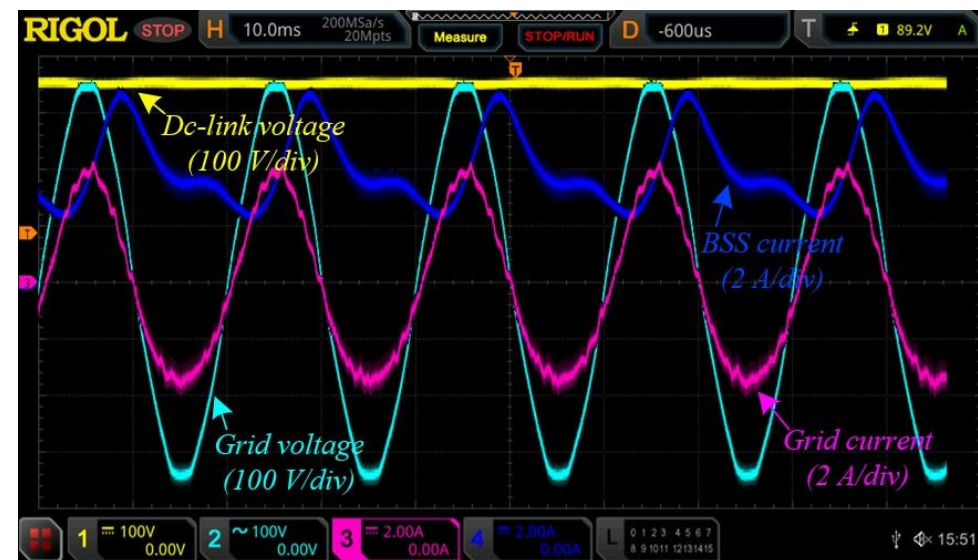 RIGOL STOP H 10.0ms 200MSa/s 20Mpts Measure STOP/RUN D -600us T 1 89.2V A
T
Dc-link voltage
(100 V/div)
T
BSS current
(2 A/div)
3
Grid voltage
(100 V/div)
Grid current
(2 A/div)
1 100V 0.00V 2 100V 0.00V 3 2.00A 0.00A 4 2.00A 0.00A L 0 1 2 3 4 5 6 7
8 9 10 11 12 13 14 15
15:51